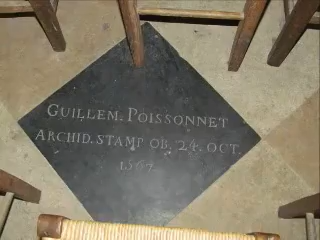 GUILLEM. POISSONNET
ARCHID. STAMP OB. 24. OCT.